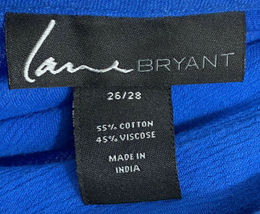 Lane BRYANT
26/28
55% COTTON
45% VISCOSE
MADE IN
INDIA